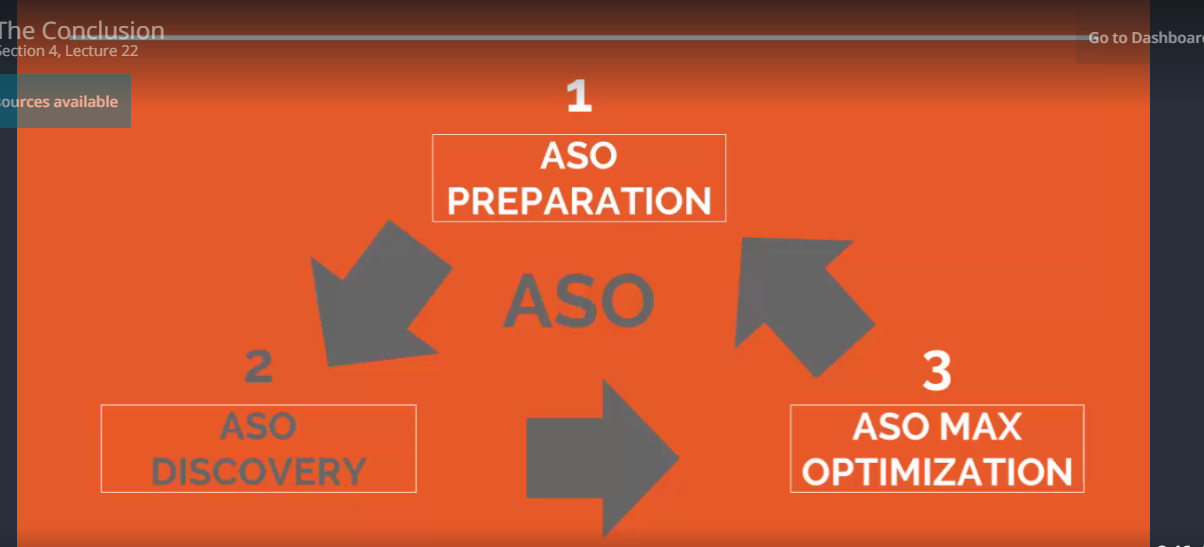 The Conclusion
Section 4, Lecture 22
Go to Dashboard
sources available
1
ASO
PREPARATION
ASO
2
ASO
DISCOVERY
3
ASO MAX
OPTIMIZATION